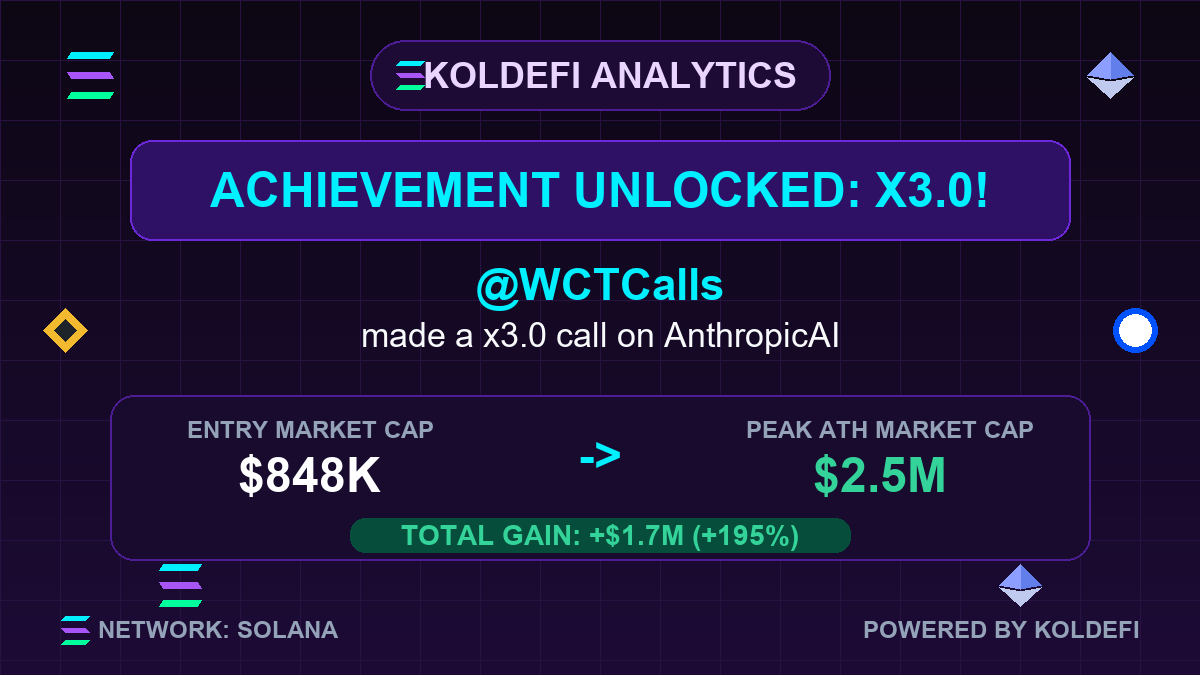 KOLDEFI ANALYTICS
ACHIEVEMENT UNLOCKED: X3.0!
@WCTCalls
made a x3.0 call on AnthropicAI
ENTRY MARKET CAP
$848K
->
PEAK ATH MARKET CAP
$2.5M
TOTAL GAIN: +$1.7M (+195%)
NETWORK: SOLANA
POWERED BY KOLDEFI